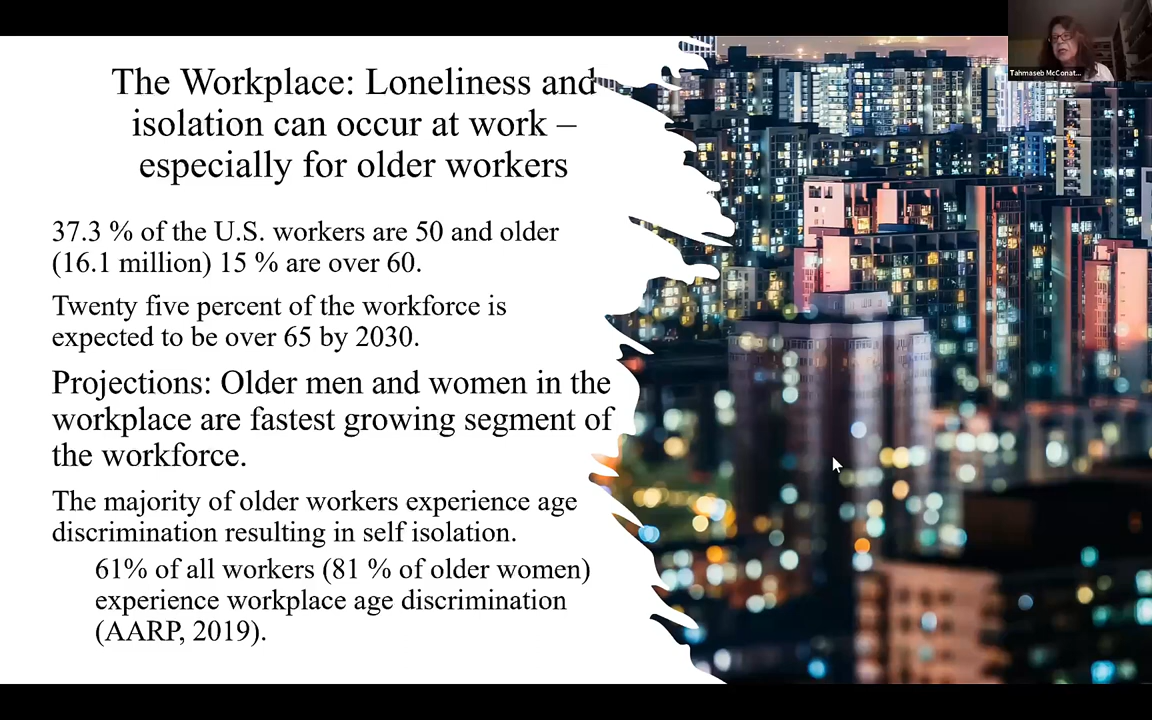 The Workplace: Loneliness and
isolation can occur at work –
especially for older workers
37.3 % of the U.S. workers are 50 and older
(16.1 million) 15 % are over 60.
Twenty five percent of the workforce is
expected to be over 65 by 2030.
Projections: Older men and women in the
workplace are fastest growing segment of
the workforce.
The majority of older workers experience age
discrimination resulting in self isolation.
61% of all workers (81 % of older women)
experience workplace age discrimination
(AARP, 2019).
Tahmaseb McConat...